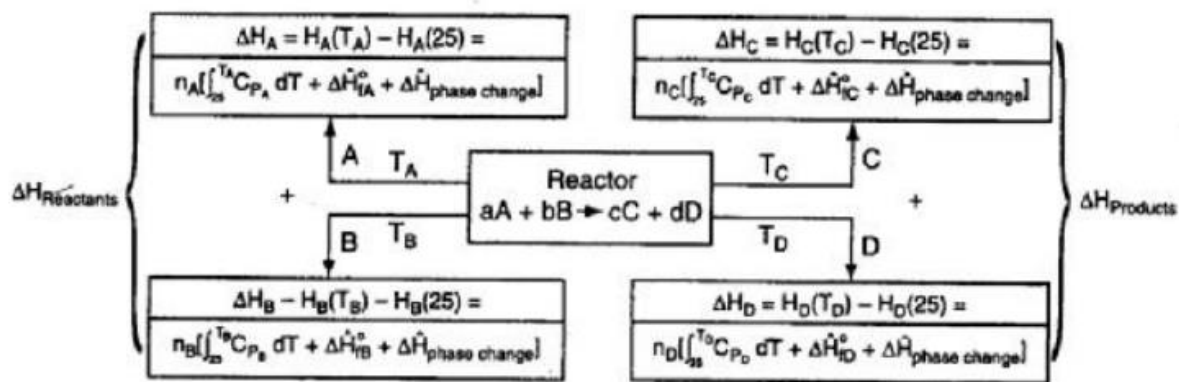 ΔH_A = H_A(T_A) – H_A(25) =
n_A[∫_25^T_A C_P_A dT + ΔĤ°_fA + ΔĤ_phase change]
ΔH_C = H_C(T_C) – H_C(25) =
n_C[∫_25^T_C C_P_C dT + ΔĤ°_fC + ΔĤ_phase change]
A
T_A
T_C
C
ΔH_Reactants
+
Reactor
aA + bB → cC + dD
+
ΔH_Products
B
T_B
T_D
D
ΔH_B – H_B(T_B) – H_B(25) =
n_B[∫_25^T_B C_P_B dT + ΔĤ°_fB + ΔĤ_phase change]
ΔH_D = H_D(T_D) – H_D(25) =
n_D[∫_25^T_D C_P_D dT + ΔĤ°_fD + ΔĤ_phase change]